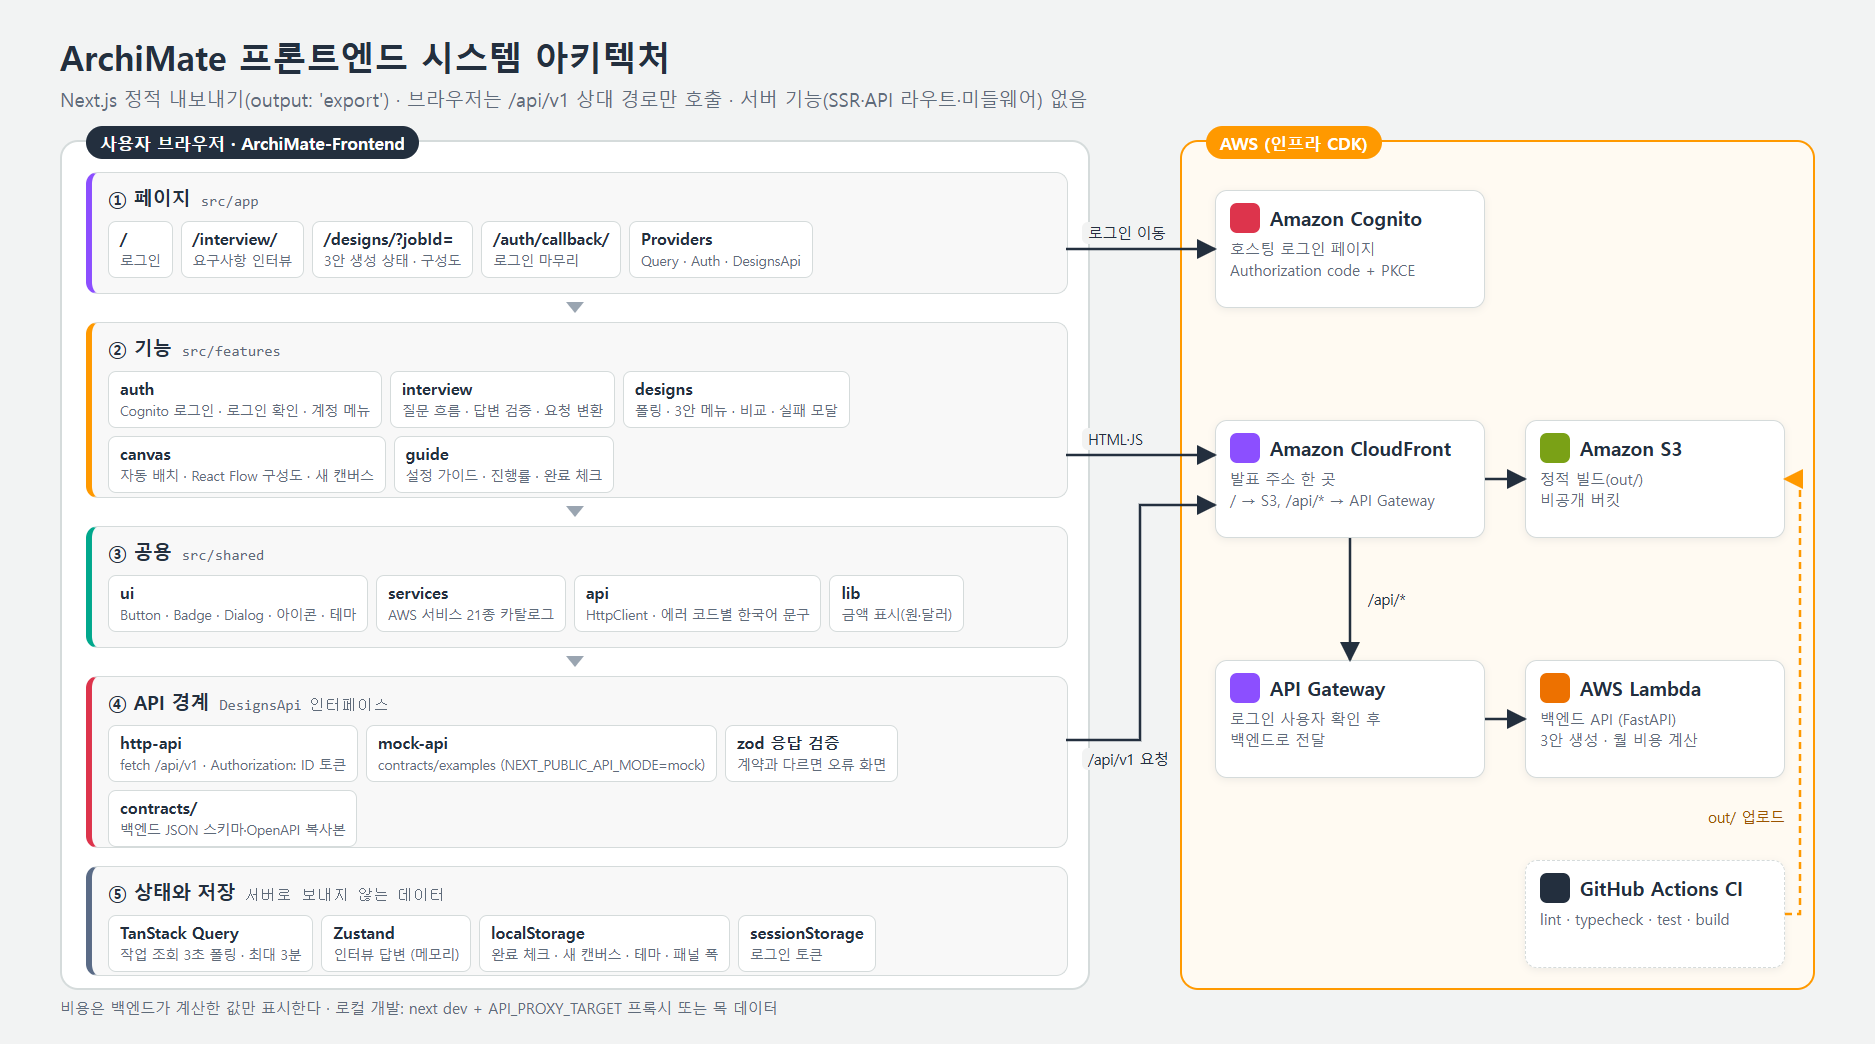 ArchiMate 프론트엔드 시스템 아키텍처
Next.js 정적 내보내기(output: 'export') · 브라우저는 /api/v1 상대 경로만 호출 · 서버 기능(SSR·API 라우트·미들웨어) 없음
사용자 브라우저 · ArchiMate-Frontend
① 페이지 src/app
/
로그인
/interview/
요구사항 인터뷰
/designs/?jobId=
3안 생성 상태 · 구성도
/auth/callback/
로그인 마무리
Providers
Query · Auth · DesignsApi
② 기능 src/features
auth
Cognito 로그인 · 로그인 확인 · 계정 메뉴
interview
질문 흐름 · 답변 검증 · 요청 변환
designs
폴링 · 3안 메뉴 · 비교 · 실패 모달
canvas
자동 배치 · React Flow 구성도 · 새 캔버스
guide
설정 가이드 · 진행률 · 완료 체크
③ 공용 src/shared
ui
Button · Badge · Dialog · 아이콘 · 테마
services
AWS 서비스 21종 카탈로그
api
HttpClient · 에러 코드별 한국어 문구
lib
금액 표시(원·달러)
④ API 경계 DesignsApi 인터페이스
http-api
fetch /api/v1 · Authorization: ID 토큰
mock-api
contracts/examples (NEXT_PUBLIC_API_MODE=mock)
zod 응답 검증
계약과 다르면 오류 화면
contracts/
백엔드 JSON 스키마·OpenAPI 복사본
⑤ 상태와 저장 서버로 보내지 않는 데이터
TanStack Query
작업 조회 3초 폴링 · 최대 3분
Zustand
인터뷰 답변 (메모리)
localStorage
완료 체크 · 새 캔버스 · 테마 · 패널 폭
sessionStorage
로그인 토큰
로그인 이동
HTML·JS
/api/v1 요청
AWS (인프라 CDK)
Amazon Cognito
호스팅 로그인 페이지
Authorization code + PKCE
Amazon CloudFront
발표 주소 한 곳
/ → S3, /api/* → API Gateway
Amazon S3
정적 빌드(out/)
비공개 버킷
/api/*
API Gateway
로그인 사용자 확인 후
백엔드로 전달
AWS Lambda
백엔드 API (FastAPI)
3안 생성 · 월 비용 계산
out/ 업로드
GitHub Actions CI
lint · typecheck · test · build
비용은 백엔드가 계산한 값만 표시한다 · 로컬 개발: next dev + API_PROXY_TARGET 프록시 또는 목 데이터